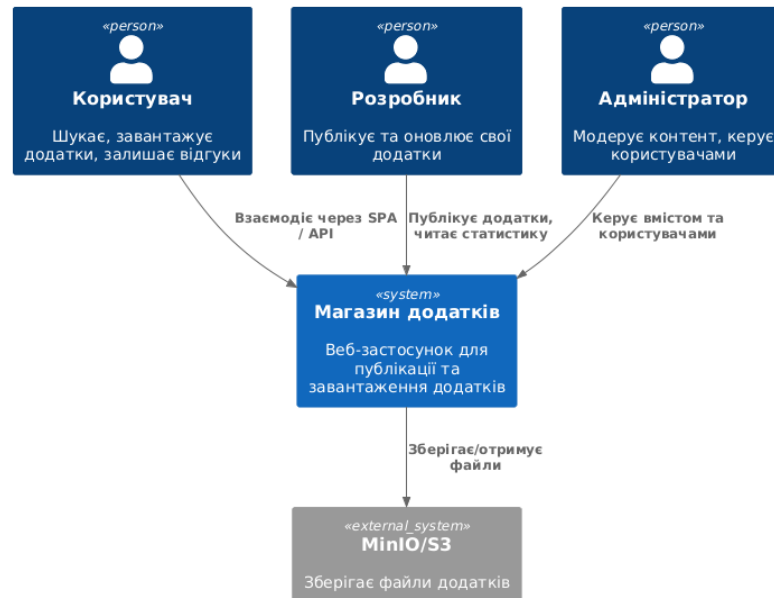 «person»
Користувач
Шукає, завантажує
додатки, залишає відгуки
«person»
Розробник
Публікує та оновлює свої
додатки
«person»
Адміністратор
Модерує контент, керує
користувачами
Взаємодіє через SPA
/ API
Публікує додатки,
читає статистику
Керує вмістом та
користувачами
«system»
Магазин додатків
Веб-застосунок для
публікації та
завантаження додатків
Зберігає/отримує
файли
«external_system»
MinIO/S3
Зберігає файли додатків